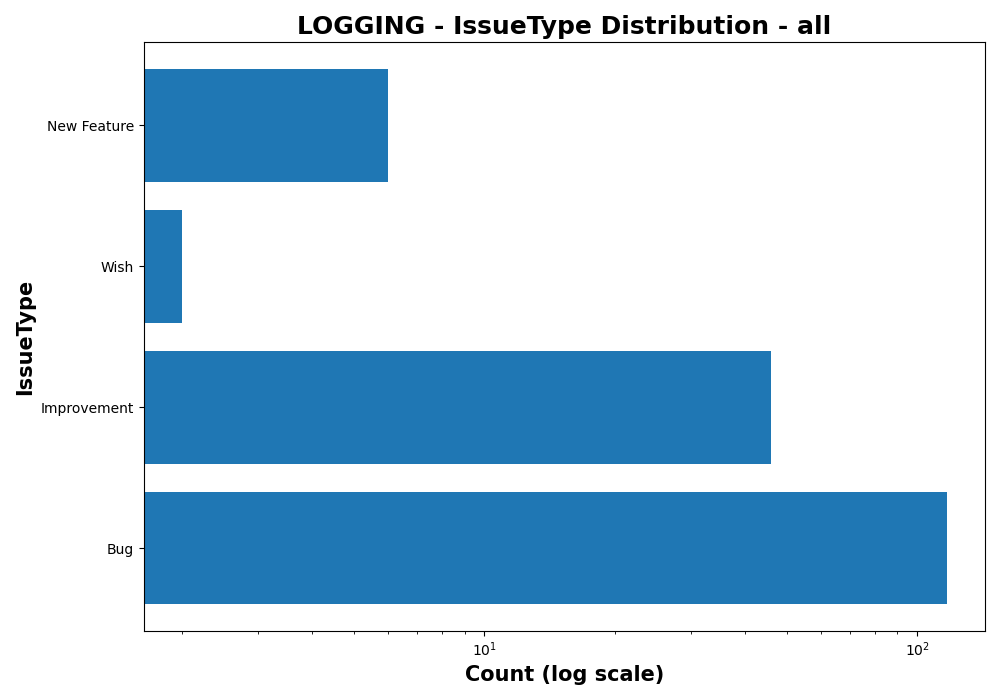 LOGGING - IssueType Distribution - all
New Feature
Wish
Improvement
Bug
IssueType
10¹
10²
Count (log scale)